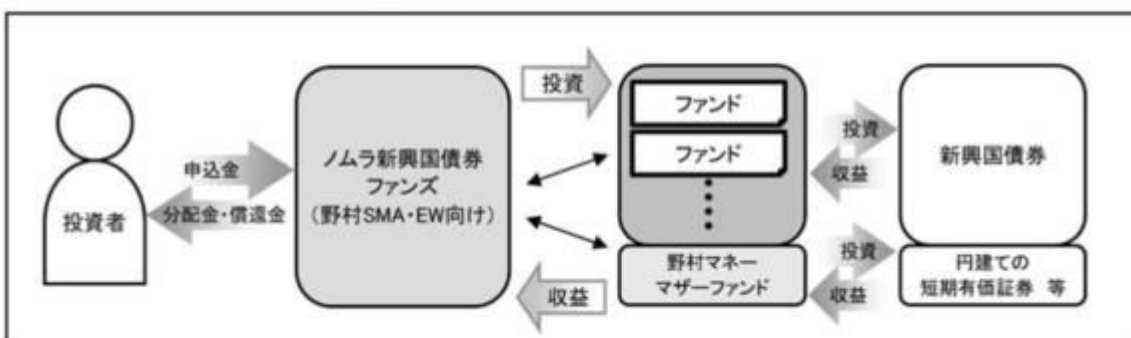 投資者
申込金
分配金・償還金
ノムラ新興国債券
ファンズ
(野村SMA・EW向け)
投資
収益
ファンド
ファンド
野村マネー
マザーファンド
投資
収益
投資
収益
新興国債券
円建ての
短期有価証券 等